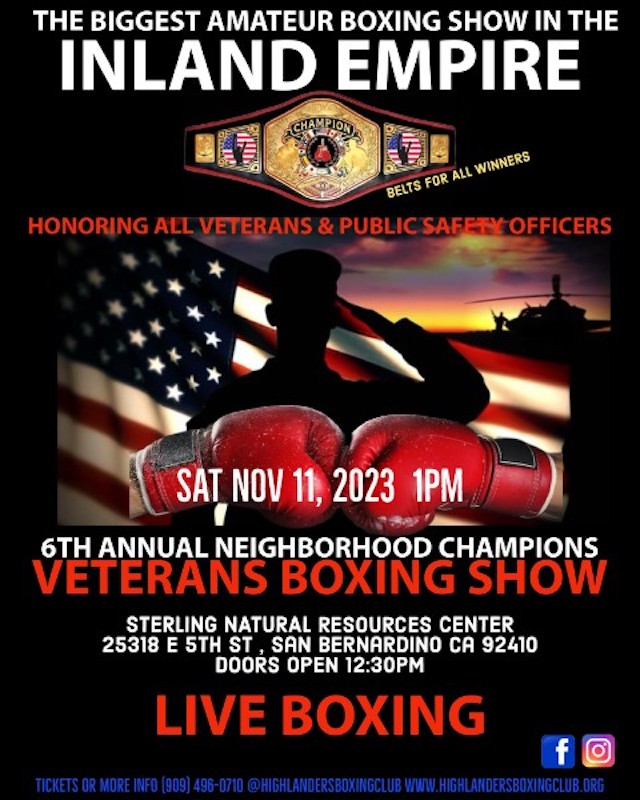 THE BIGGEST AMATEUR BOXING SHOW IN THE
INLAND EMPIRE
CHAMPION
BELTS FOR ALL WINNERS
HONORING ALL VETERANS & PUBLIC SAFETY OFFICERS
SAT NOV 11, 2023 1PM
6TH ANNUAL NEIGHBORHOOD CHAMPIONS
VETERANS BOXING SHOW
STERLING NATURAL RESOURCES CENTER
25318 E 5TH ST , SAN BERNARDINO CA 92410
DOORS OPEN 12:30PM
LIVE BOXING
TICKETS OR MORE INFO (909) 496-0710 @HIGHLANDERSBOXINGCLUB WWW.HIGHLANDERSBOXINGCLUB.ORG